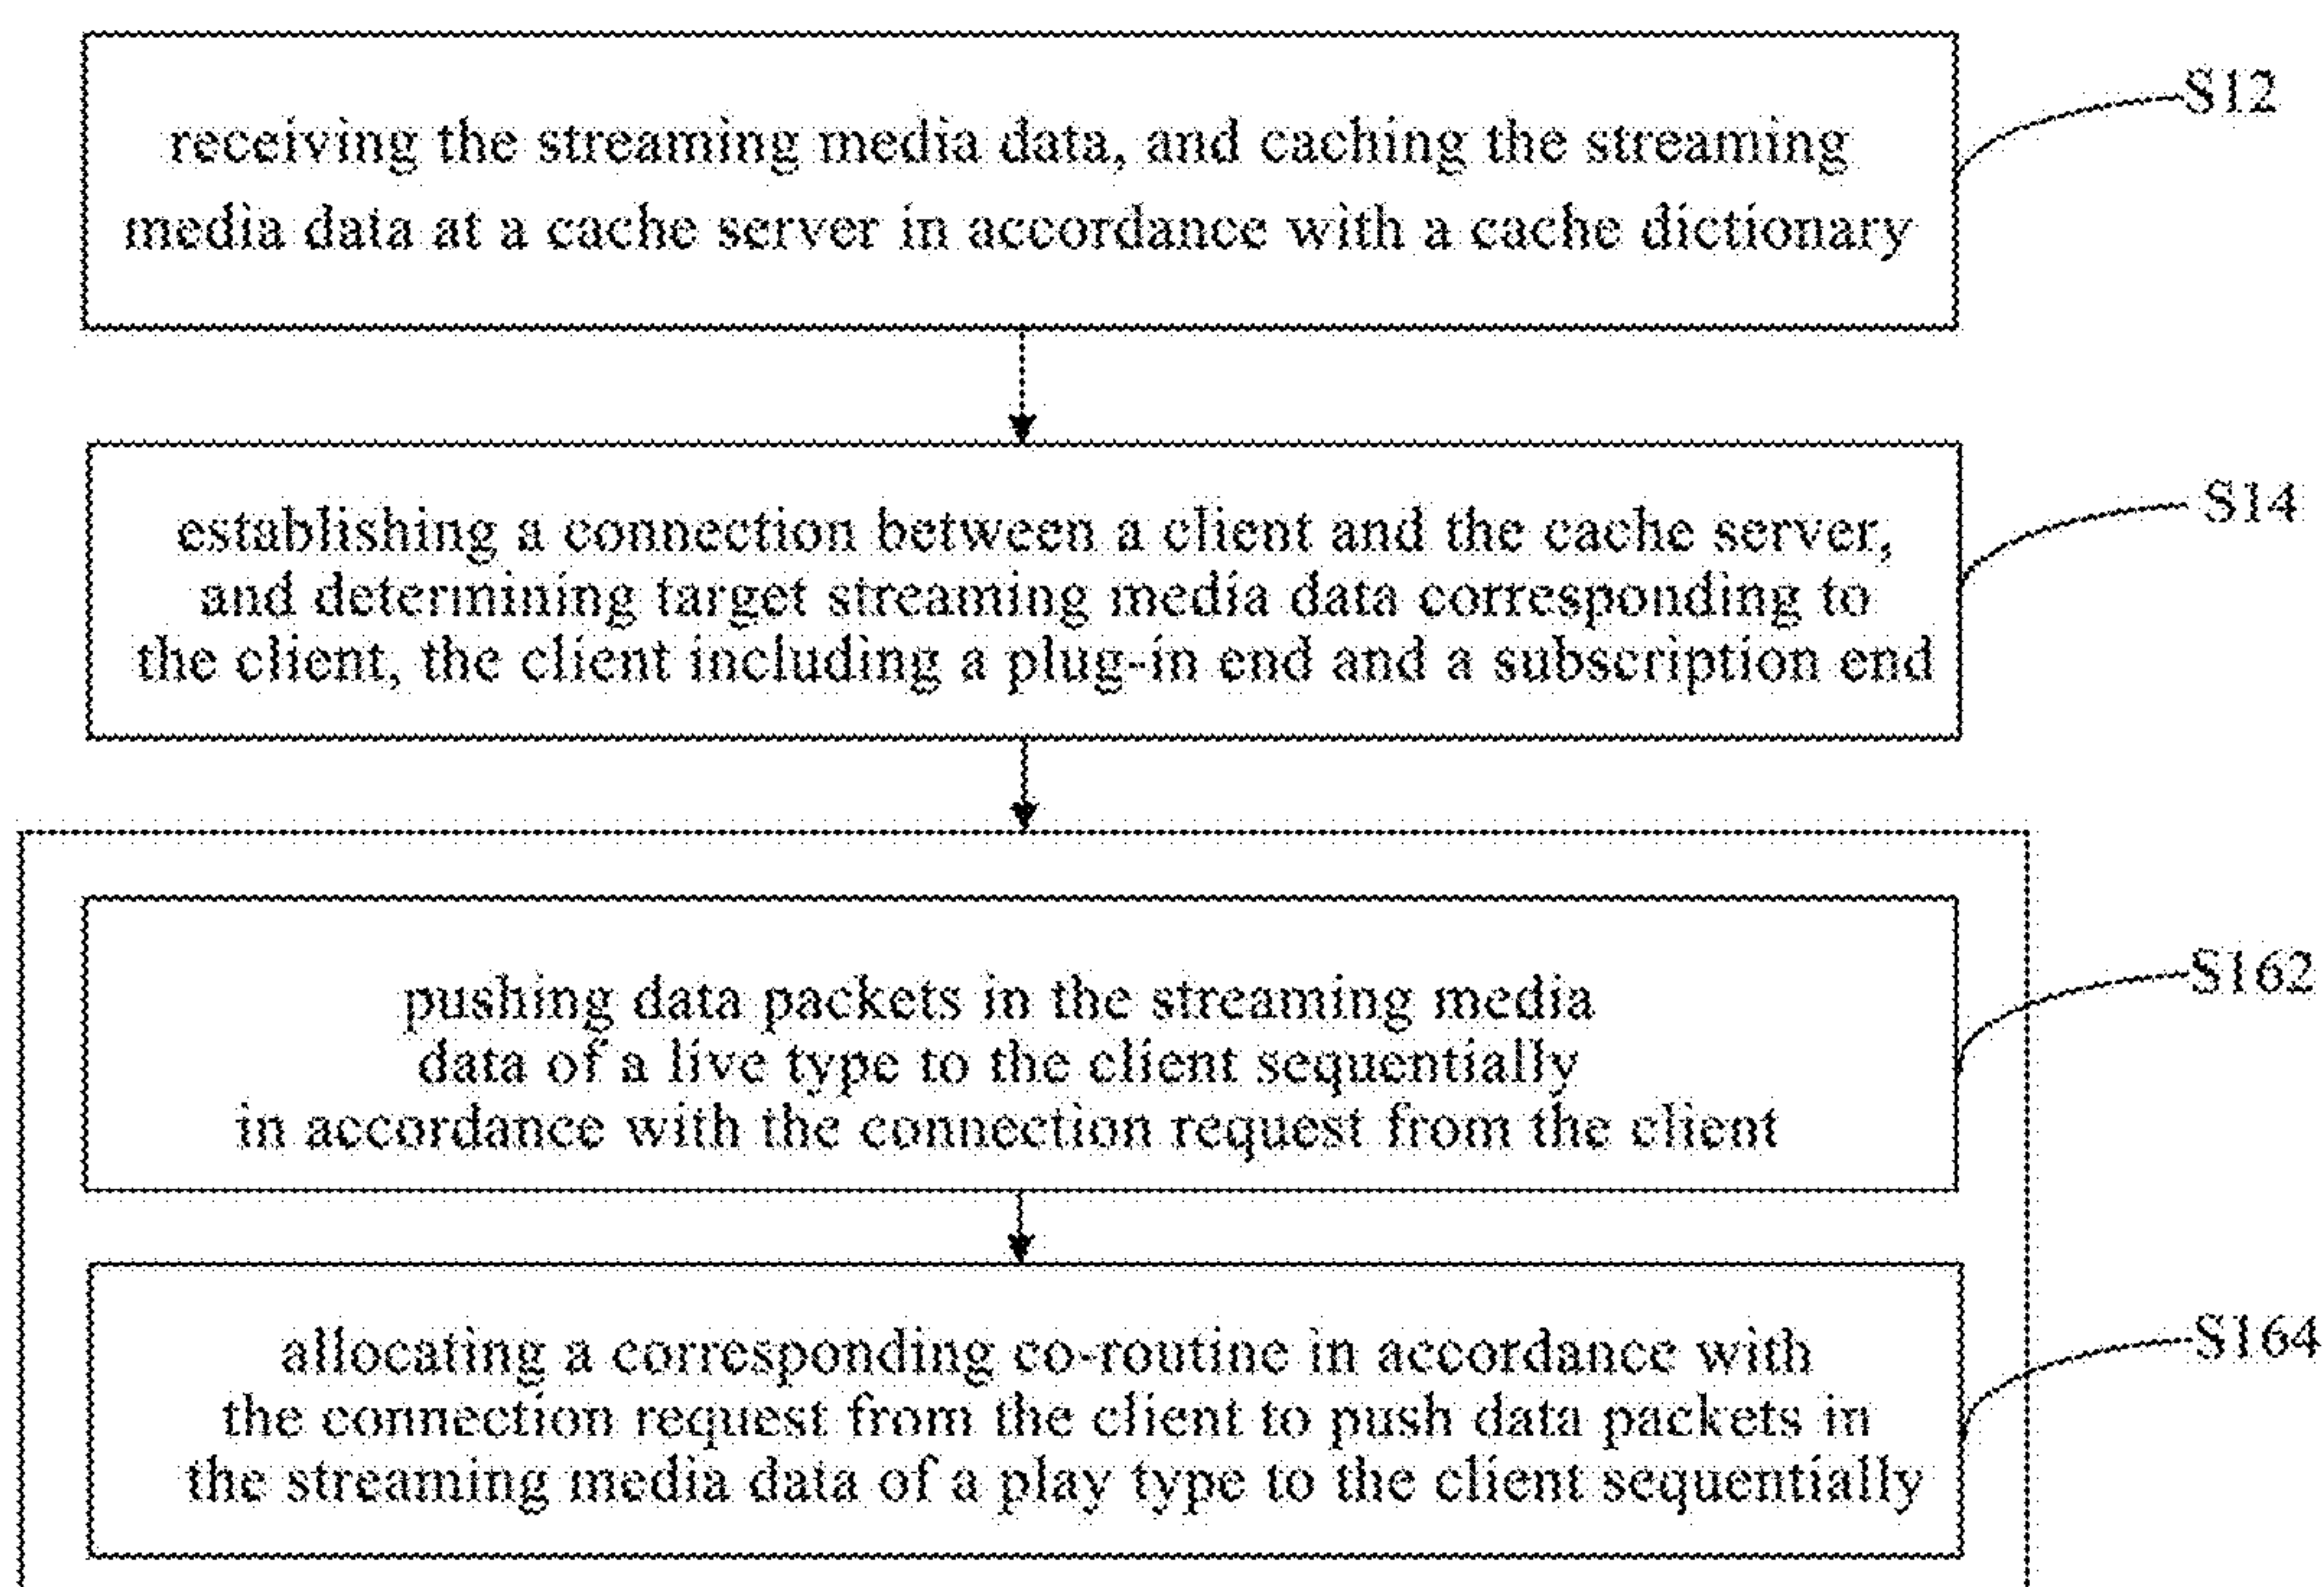 receiving the streaming media data, and caching the streaming
media data at a cache server in accordance with a cache dictionary
S12
establishing a connection between a client and the cache server,
and determining target streaming media data corresponding to
the client, the client including a plug-in end and a subscription end
S14
pushing data packets in the streaming media
data of a live type to the client sequentially
in accordance with the connection request from the client
S162
allocating a corresponding co-routine in accordance with
the connection request from the client to push data packets in
the streaming media data of a play type to the client sequentially
S164